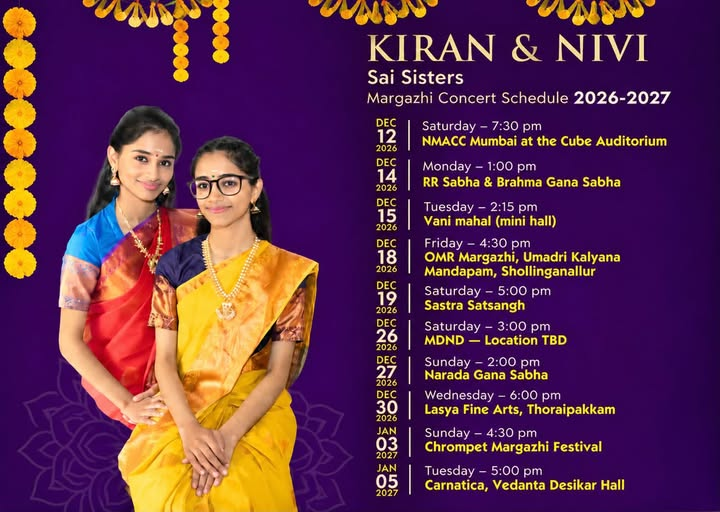 KIRAN & NIVI
Sai Sisters
Margazhi Concert Schedule 2026-2027
DEC
12
2026
Saturday – 7:30 pm
NMACC Mumbai at the Cube Auditorium
DEC
14
2026
Monday – 1:00 pm
RR Sabha & Brahma Gana Sabha
DEC
15
2026
Tuesday – 2:15 pm
Vani mahal (mini hall)
DEC
18
2026
Friday – 4:30 pm
OMR Margazhi, Umadri Kalyana
Mandapam, Shollinganallur
DEC
19
2026
Saturday – 5:00 pm
Sastra Satsangh
DEC
26
2026
Saturday – 3:00 pm
MDND — Location TBD
DEC
27
2026
Sunday – 2:00 pm
Narada Gana Sabha
DEC
30
2026
Wednesday – 6:00 pm
Lasya Fine Arts, Thoraipakkam
JAN
03
2027
Sunday – 4:30 pm
Chrompet Margazhi Festival
JAN
05
2027
Tuesday – 5:00 pm
Carnatica, Vedanta Desikar Hall